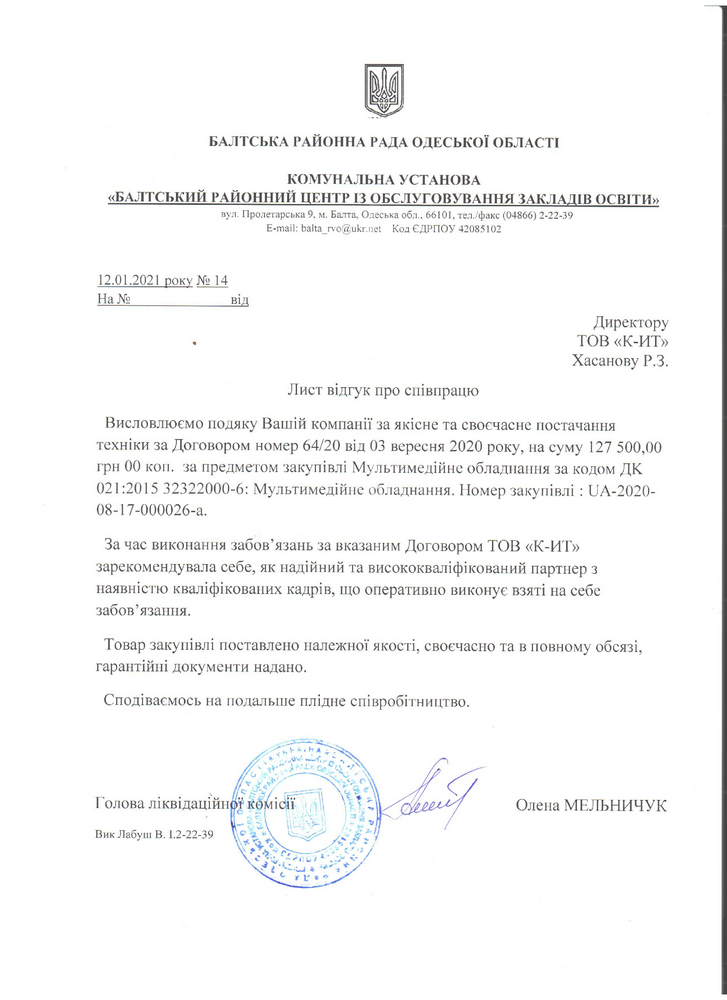 БАЛТСЬКА РАЙОННА РАДА ОДЕСЬКОЇ ОБЛАСТІ
КОМУНАЛЬНА УСТАНОВА
«БАЛТСЬКИЙ РАЙОННИЙ ЦЕНТР ІЗ ОБСЛУГОВУВАННЯ ЗАКЛАДІВ ОСВІТИ»
вул. Пролетарська 9, м. Балта, Одеська обл., 66101, тел./факс (04866) 2-22-39
E-mail: balta_rvo@ukr.net Код ЄДРПОУ 42085102
12.01.2021 року № 14
На № від
Директору
ТОВ «К-ИТ»
Хасанову Р.З.
Лист відгук про співпрацю
Висловлюємо подяку Вашій компанії за якісне та своєчасне постачання
техніки за Договором номер 64/20 від 03 вересня 2020 року, на суму 127 500,00
грн 00 коп. за предметом закупівлі Мультимедійне обладнання за кодом ДК
021:2015 32322000-6: Мультимедійне обладнання. Номер закупівлі : UA-2020-
08-17-000026-a.
За час виконання забов’язань за вказаним Договором ТОВ «К-ИТ»
зарекомендувала себе, як надійний та висококваліфікований партнер з
наявністю кваліфікованих кадрів, що оперативно виконує взяті на себе
забов’язання.
Товар закупівлі поставлено належної якості, своєчасно та в повному обсязі,
гарантійні документи надано.
Сподіваємось на подальше плідне співробітництво.
Голова ліквідаційної комісії Олена МЕЛЬНИЧУК
Вик Лабуш В. І.2-22-39